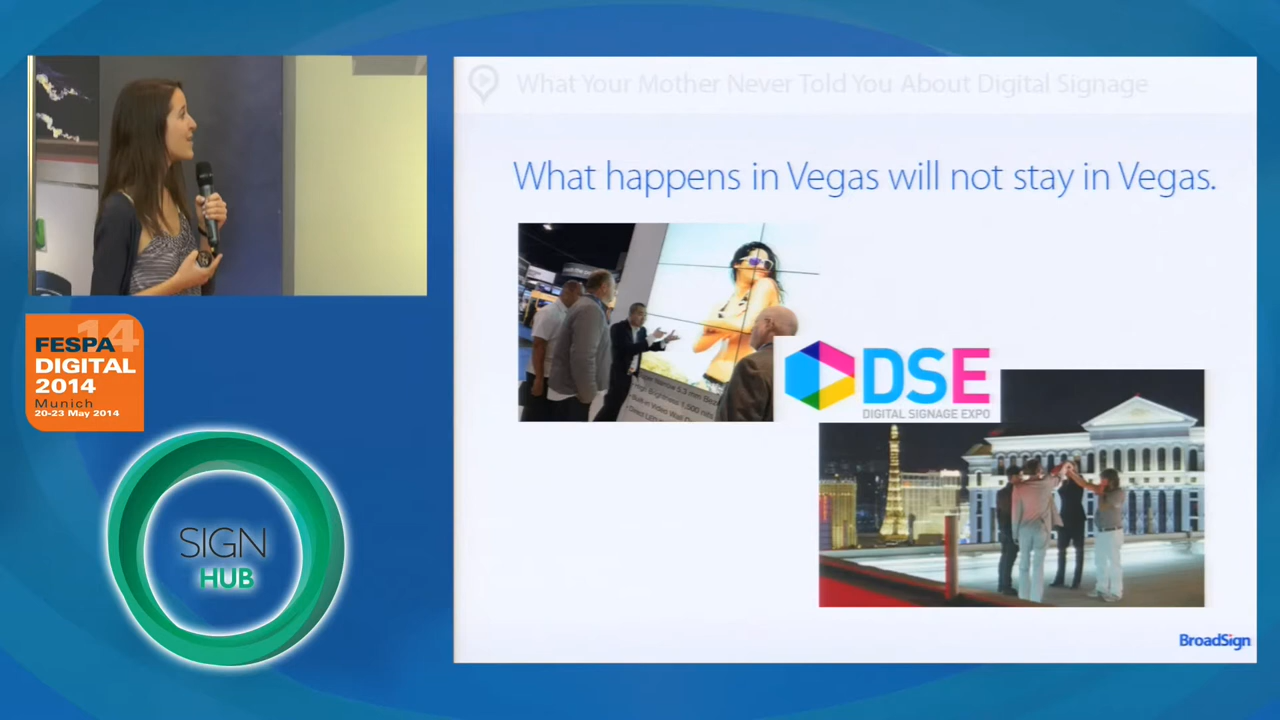 What Your Mother Never Told You About Digital Signage
What happens in Vegas will not stay in Vegas.
DSE
DIGITAL SIGNAGE EXPO
BroadSign
14
FESPA
DIGITAL
2014
Munich
20-23 May 2014
SIGN
HUB